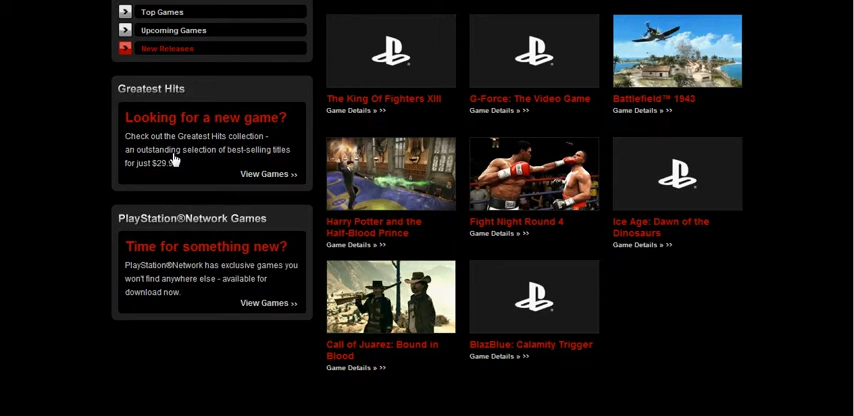 Top Games
Upcoming Games
New Releases
Greatest Hits
Looking for a new game?
Check out the Greatest Hits collection -
an outstanding selection of best-selling titles
for just $29.
View Games >>
PlayStation®Network Games
Time for something new?
PlayStation®Network has exclusive games you
won't find anywhere else - available for
download now.
View Games >>
The King Of Fighters XIII
Game Details » >>
G-Force: The Video Game
Game Details » >>
Battlefield™ 1943
Game Details » >>
Harry Potter and the
Half-Blood Prince
Game Details » >>
Fight Night Round 4
Game Details » >>
Ice Age: Dawn of the
Dinosaurs
Game Details » >>
Call of Juarez: Bound in
Blood
Game Details » >>
BlazBlue: Calamity Trigger
Game Details » >>